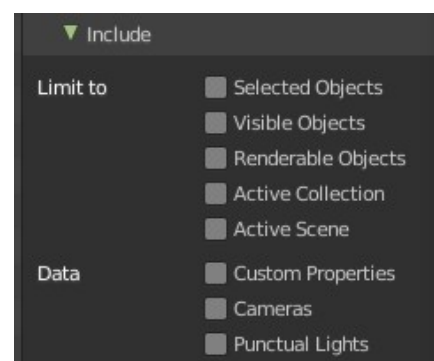 Include
Limit to Selected Objects
Visible Objects
Renderable Objects
Active Collection
Active Scene
Data Custom Properties
Cameras
Punctual Lights